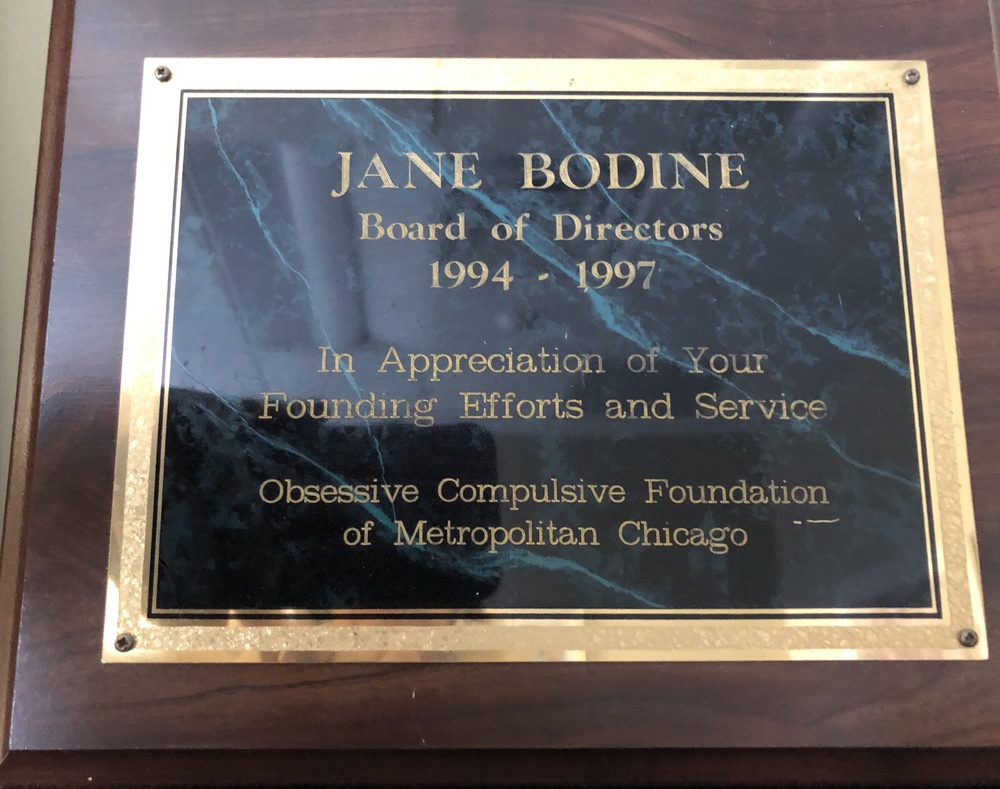 JANE BODINE
Board of Directors
1994 - 1997
In Appreciation of Your
Founding Efforts and Service
Obsessive Compulsive Foundation
of Metropolitan Chicago